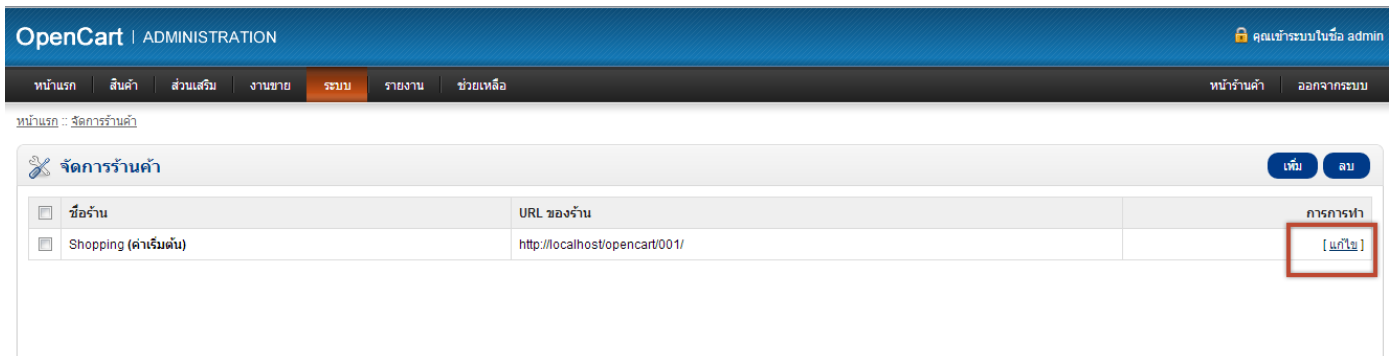 OpenCart | ADMINISTRATION คุณเข้าระบบในชื่อ admin
หน้าแรก สินค้า ส่วนเสริม งานขาย ระบบ รายงาน ช่วยเหลือ หน้าร้านค้า ออกจากระบบ
หน้าแรก :: จัดการร้านค้า
จัดการร้านค้า เพิ่ม ลบ
ชื่อร้าน URL ของร้าน การการทำ
Shopping (ค่าเริ่มต้น) http://localhost/opencart/001/ [ แก้ไข ]